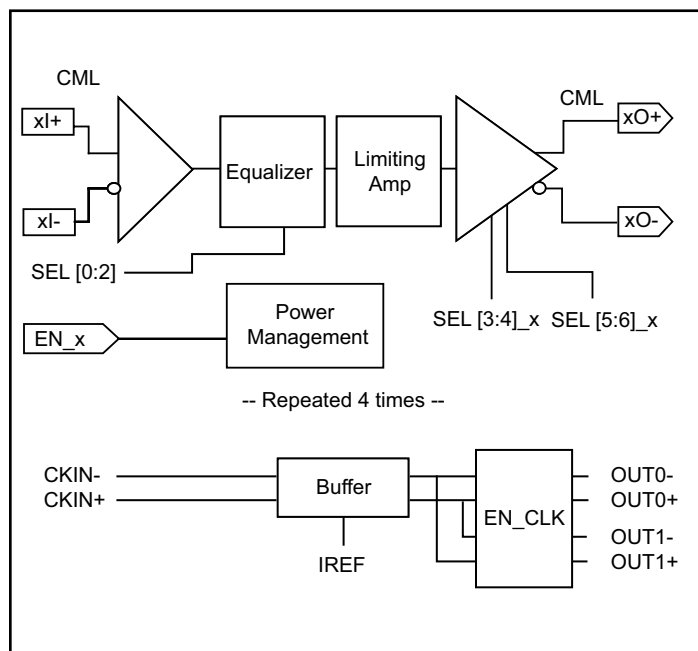 CML
xI+
xI-
Equalizer
Limiting
Amp
CML
xO+
xO-
SEL [0:2]
SEL [3:4]_x
SEL [5:6]_x
EN_x
Power
Management
-- Repeated 4 times --
CKIN-
CKIN+
Buffer
IREF
EN_CLK
OUT0-
OUT0+
OUT1-
OUT1+